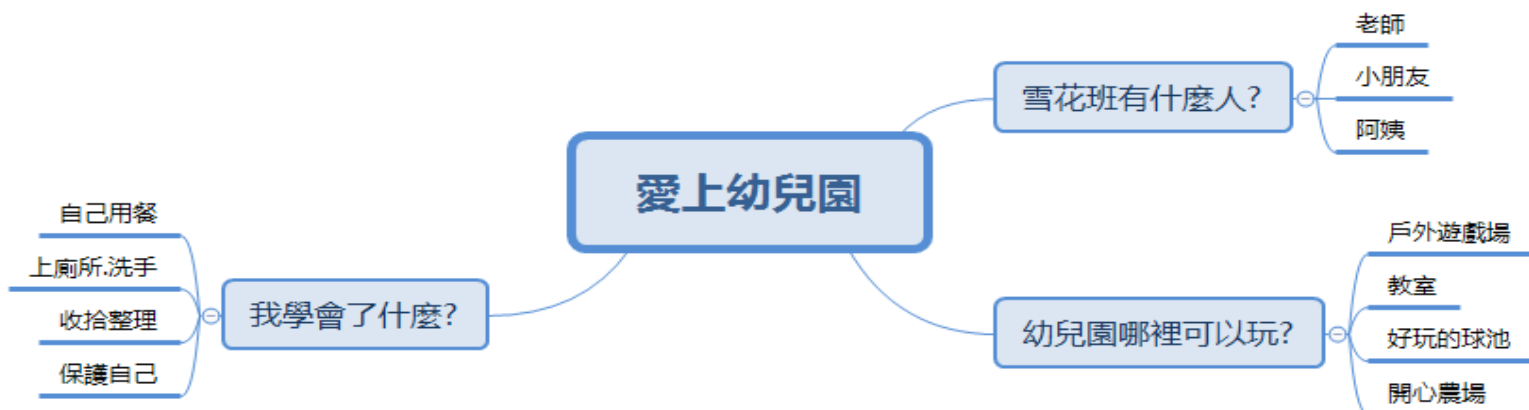 愛上幼兒園
雪花班有什麼人?
老師
小朋友
阿姨
幼兒園哪裡可以玩?
戶外遊戲場
教室
好玩的球池
開心農場
我學會了什麼?
自己用餐
上廁所.洗手
收拾整理
保護自己